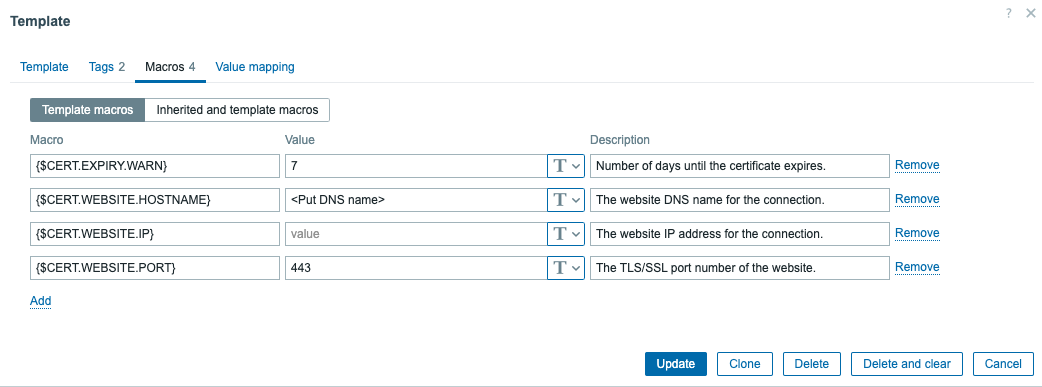 Template
? ×
Template Tags 2 Macros 4 Value mapping
Template macros Inherited and template macros
Macro Value Description
{$CERT.EXPIRY.WARN} 7 T Number of days until the certificate expires. Remove
{$CERT.WEBSITE.HOSTNAME} <Put DNS name> T The website DNS name for the connection. Remove
{$CERT.WEBSITE.IP} value T The website IP address for the connection. Remove
{$CERT.WEBSITE.PORT} 443 T The TLS/SSL port number of the website. Remove
Add
Update Clone Delete Delete and clear Cancel